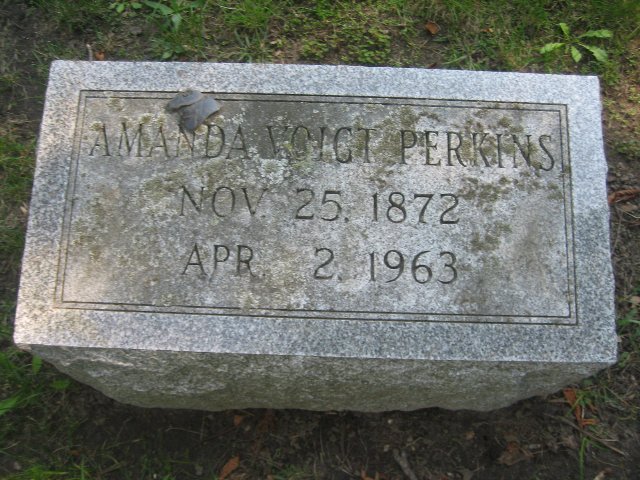 AMANDA VOIGT PERKINS
NOV. 25. 1872
APR. 2. 1963